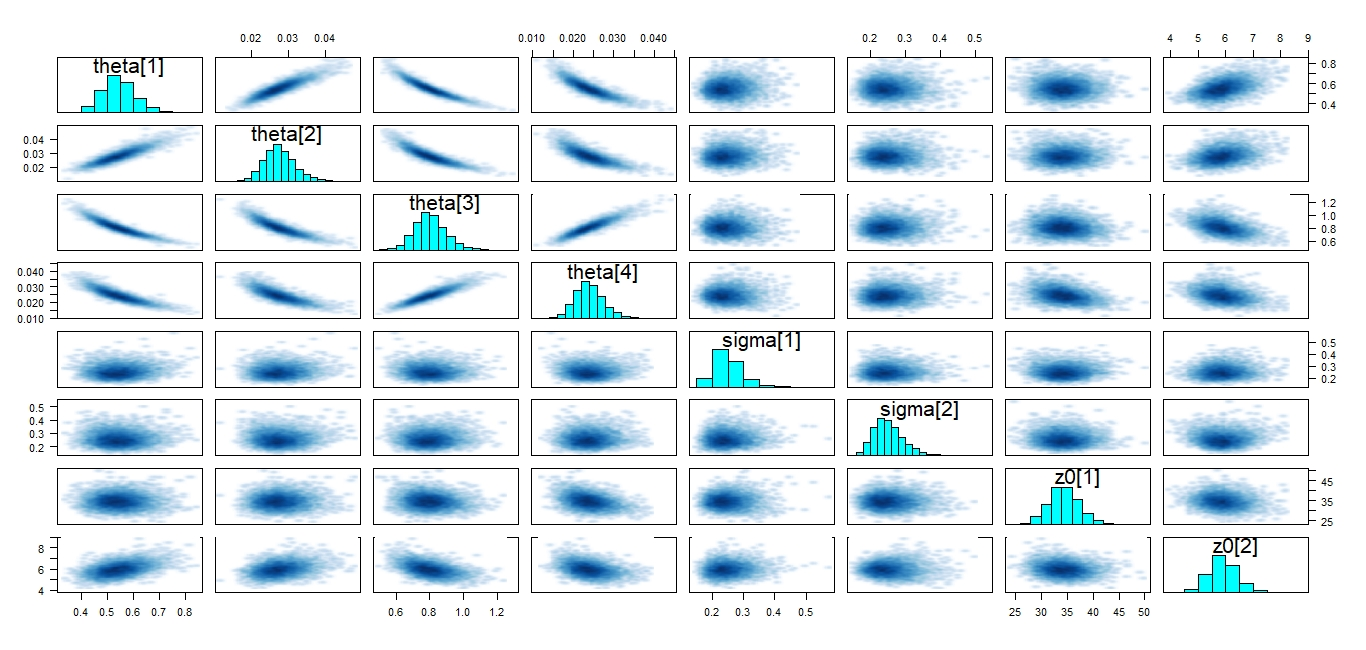 0.02 0.03 0.04
0.010 0.020 0.030 0.040
0.2 0.3 0.4 0.5
4 5 6 7 8 9
theta[1]
0.8
0.6
0.4
theta[2]
0.04
0.03
0.02
theta[3]
1.2
1.0
0.8
0.6
theta[4]
0.040
0.030
0.020
0.010
sigma[1]
0.5
0.4
0.3
0.2
sigma[2]
0.5
0.4
0.3
0.2
z0[1]
45
35
25
z0[2]
8
6
4
0.4 0.5 0.6 0.7 0.8
0.6 0.8 1.0 1.2
0.2 0.3 0.4 0.5
25 30 35 40 45 50